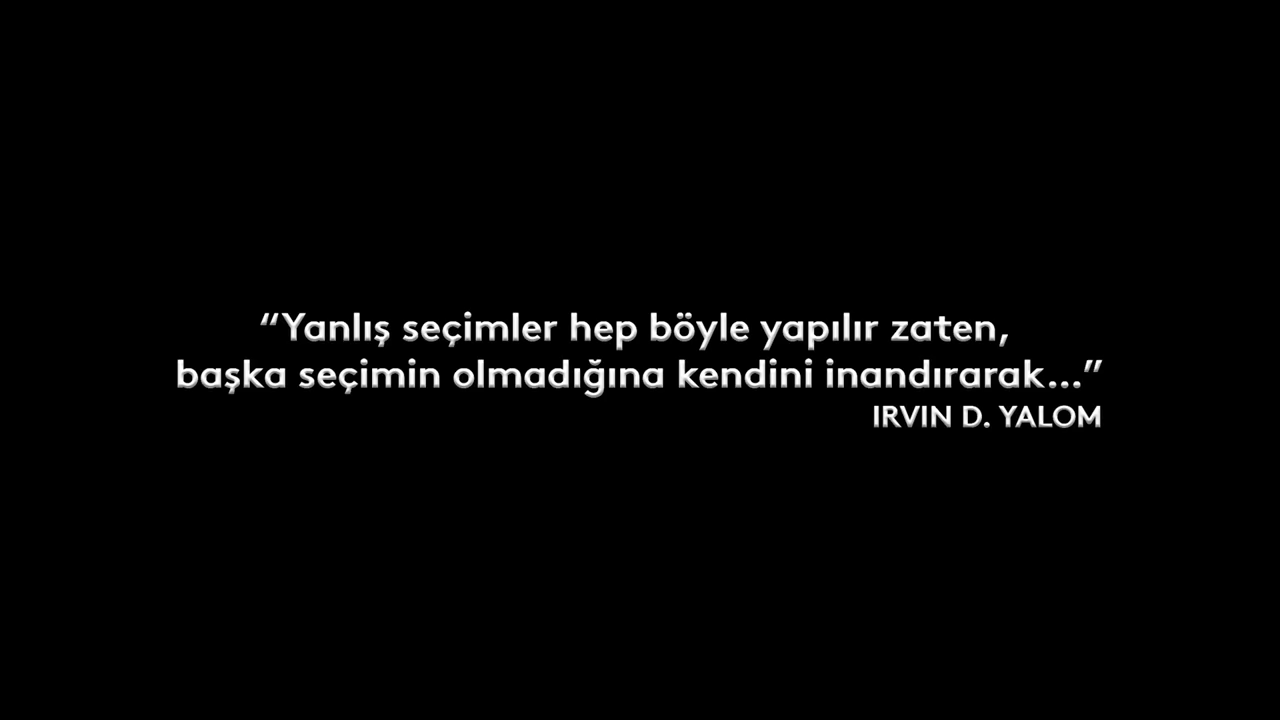 “Yanlış seçimler hep böyle yapılır zaten,
başka seçimin olmadığına kendini inandırarak...”
IRVIN D. YALOM